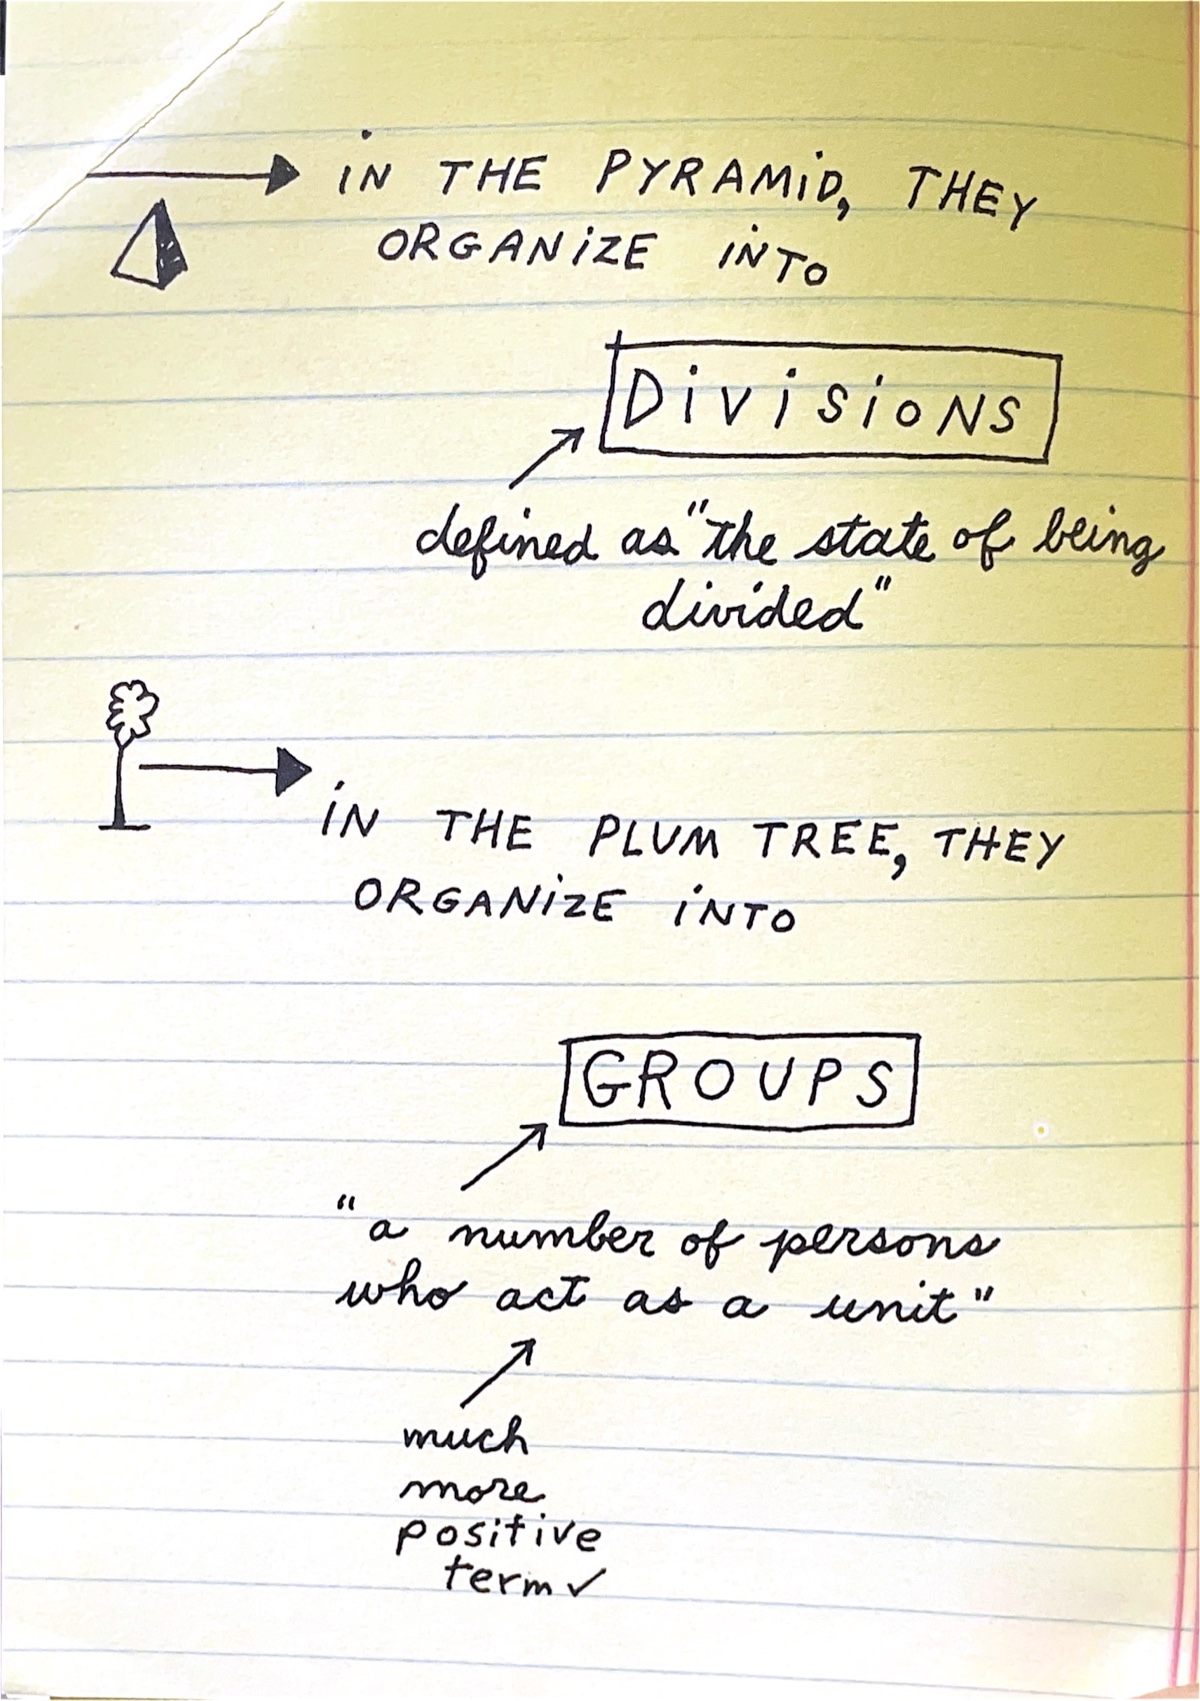 IN THE PYRAMID, THEY
ORGANIZE INTO
DIVISIONS
defined as "the state of being
divided"
IN THE PLUM TREE, THEY
ORGANIZE INTO
GROUPS
"a number of persons
who act as a unit"
much
more
positive
term ✓